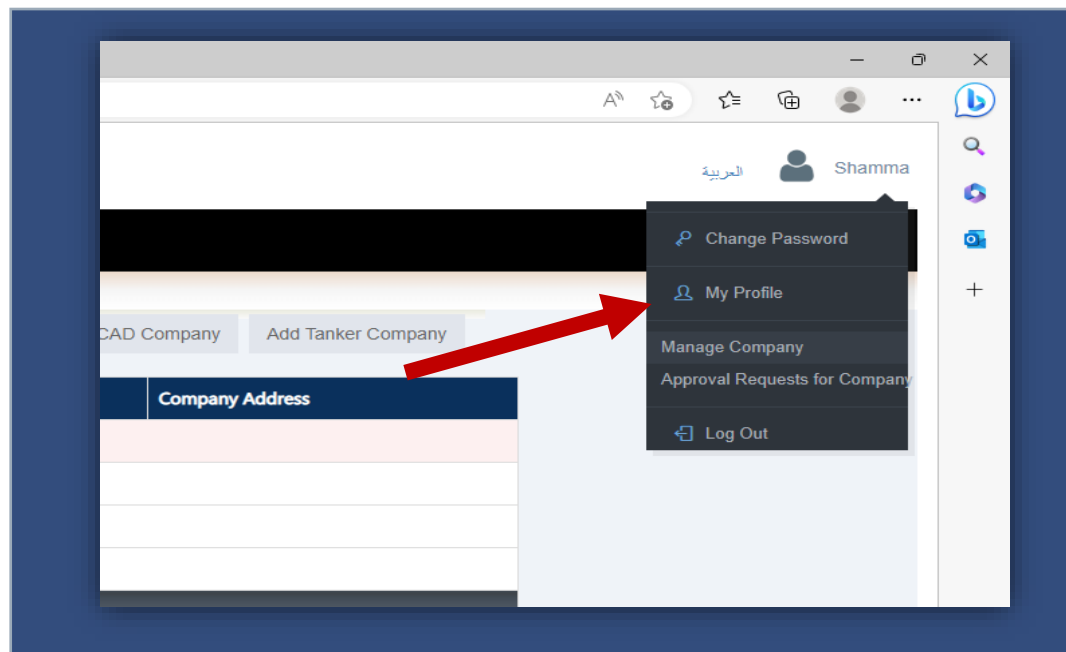 العربية
Shamma
Change Password
My Profile
CAD Company
Add Tanker Company
Manage Company
Approval Requests for Company
Company Address
Log Out